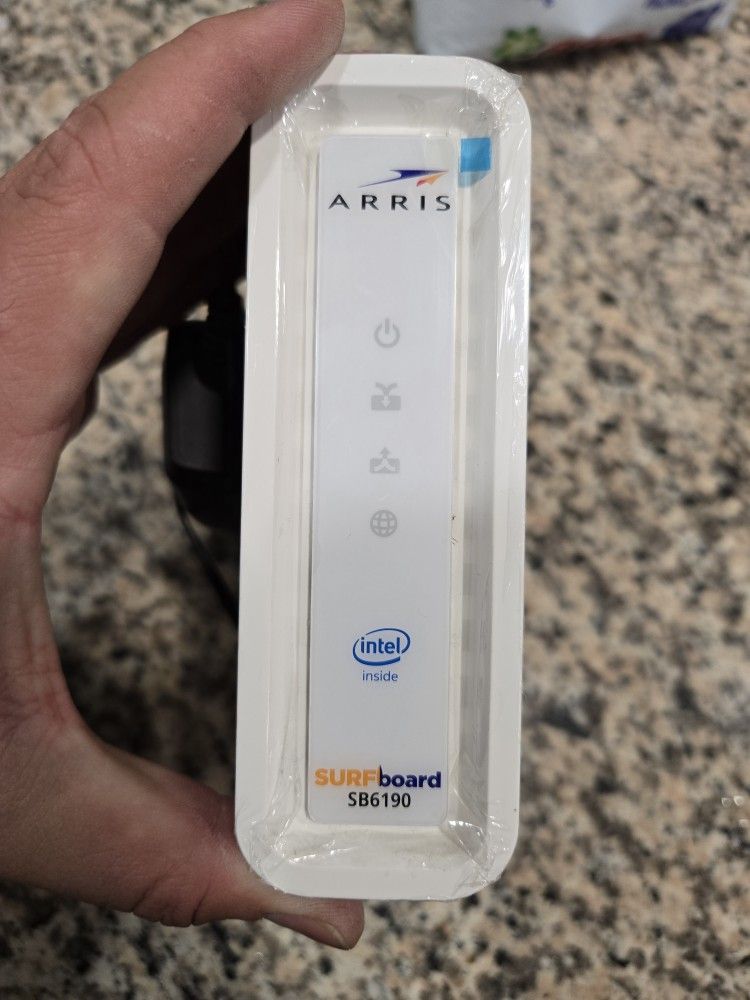 ARRIS
intel
inside
SURFboard
SB6190